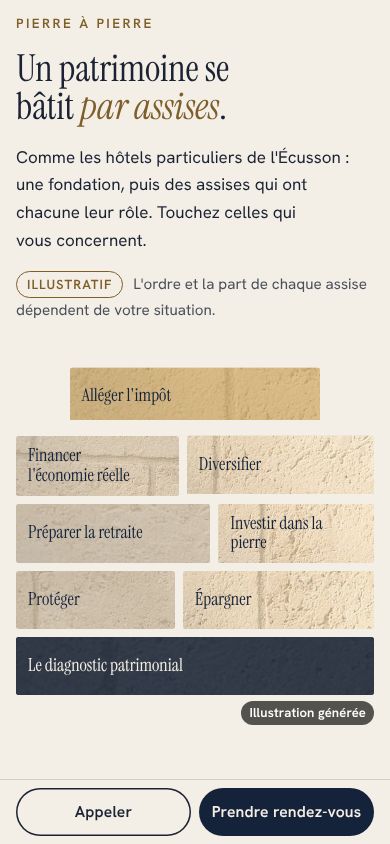 PIERRE À PIERRE
Un patrimoine se
bâtit par assises.
Comme les hôtels particuliers de l'Écusson :
une fondation, puis des assises qui ont
chacune leur rôle. Touchez celles qui
vous concernent.
ILLUSTRATIF L'ordre et la part de chaque assise
dépendent de votre situation.
Alléger l'impôt
Financer
l'économie réelle
Diversifier
Préparer la retraite
Investir dans la
pierre
Protéger
Épargner
Le diagnostic patrimonial
Illustration générée
Appeler
Prendre rendez-vous